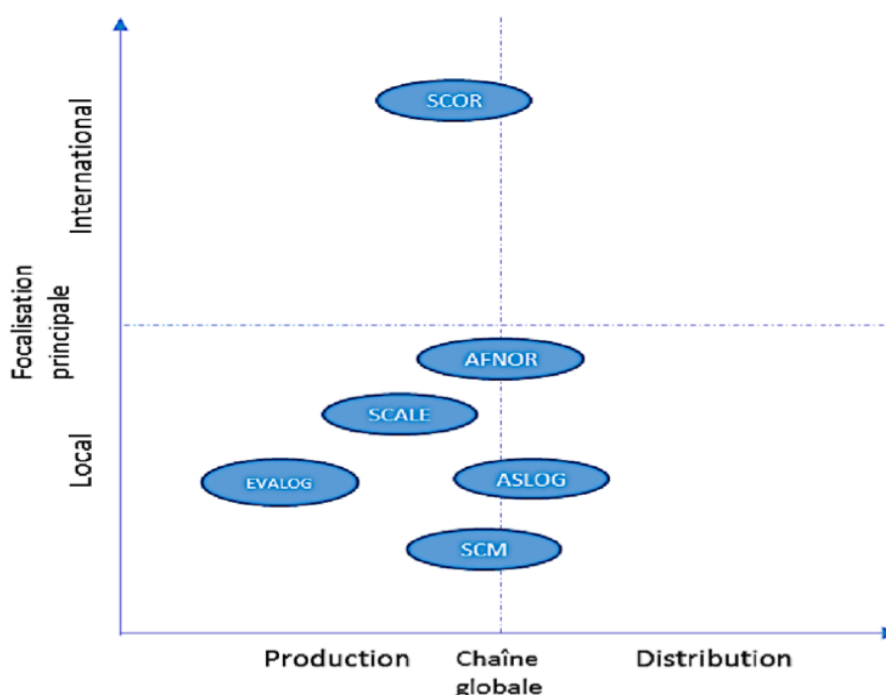 SCOR
International
Focalisation
principale
AFNOR
SCALE
Local
EVALOG
ASLOG
SCM
Production
Chaîne
globale
Distribution